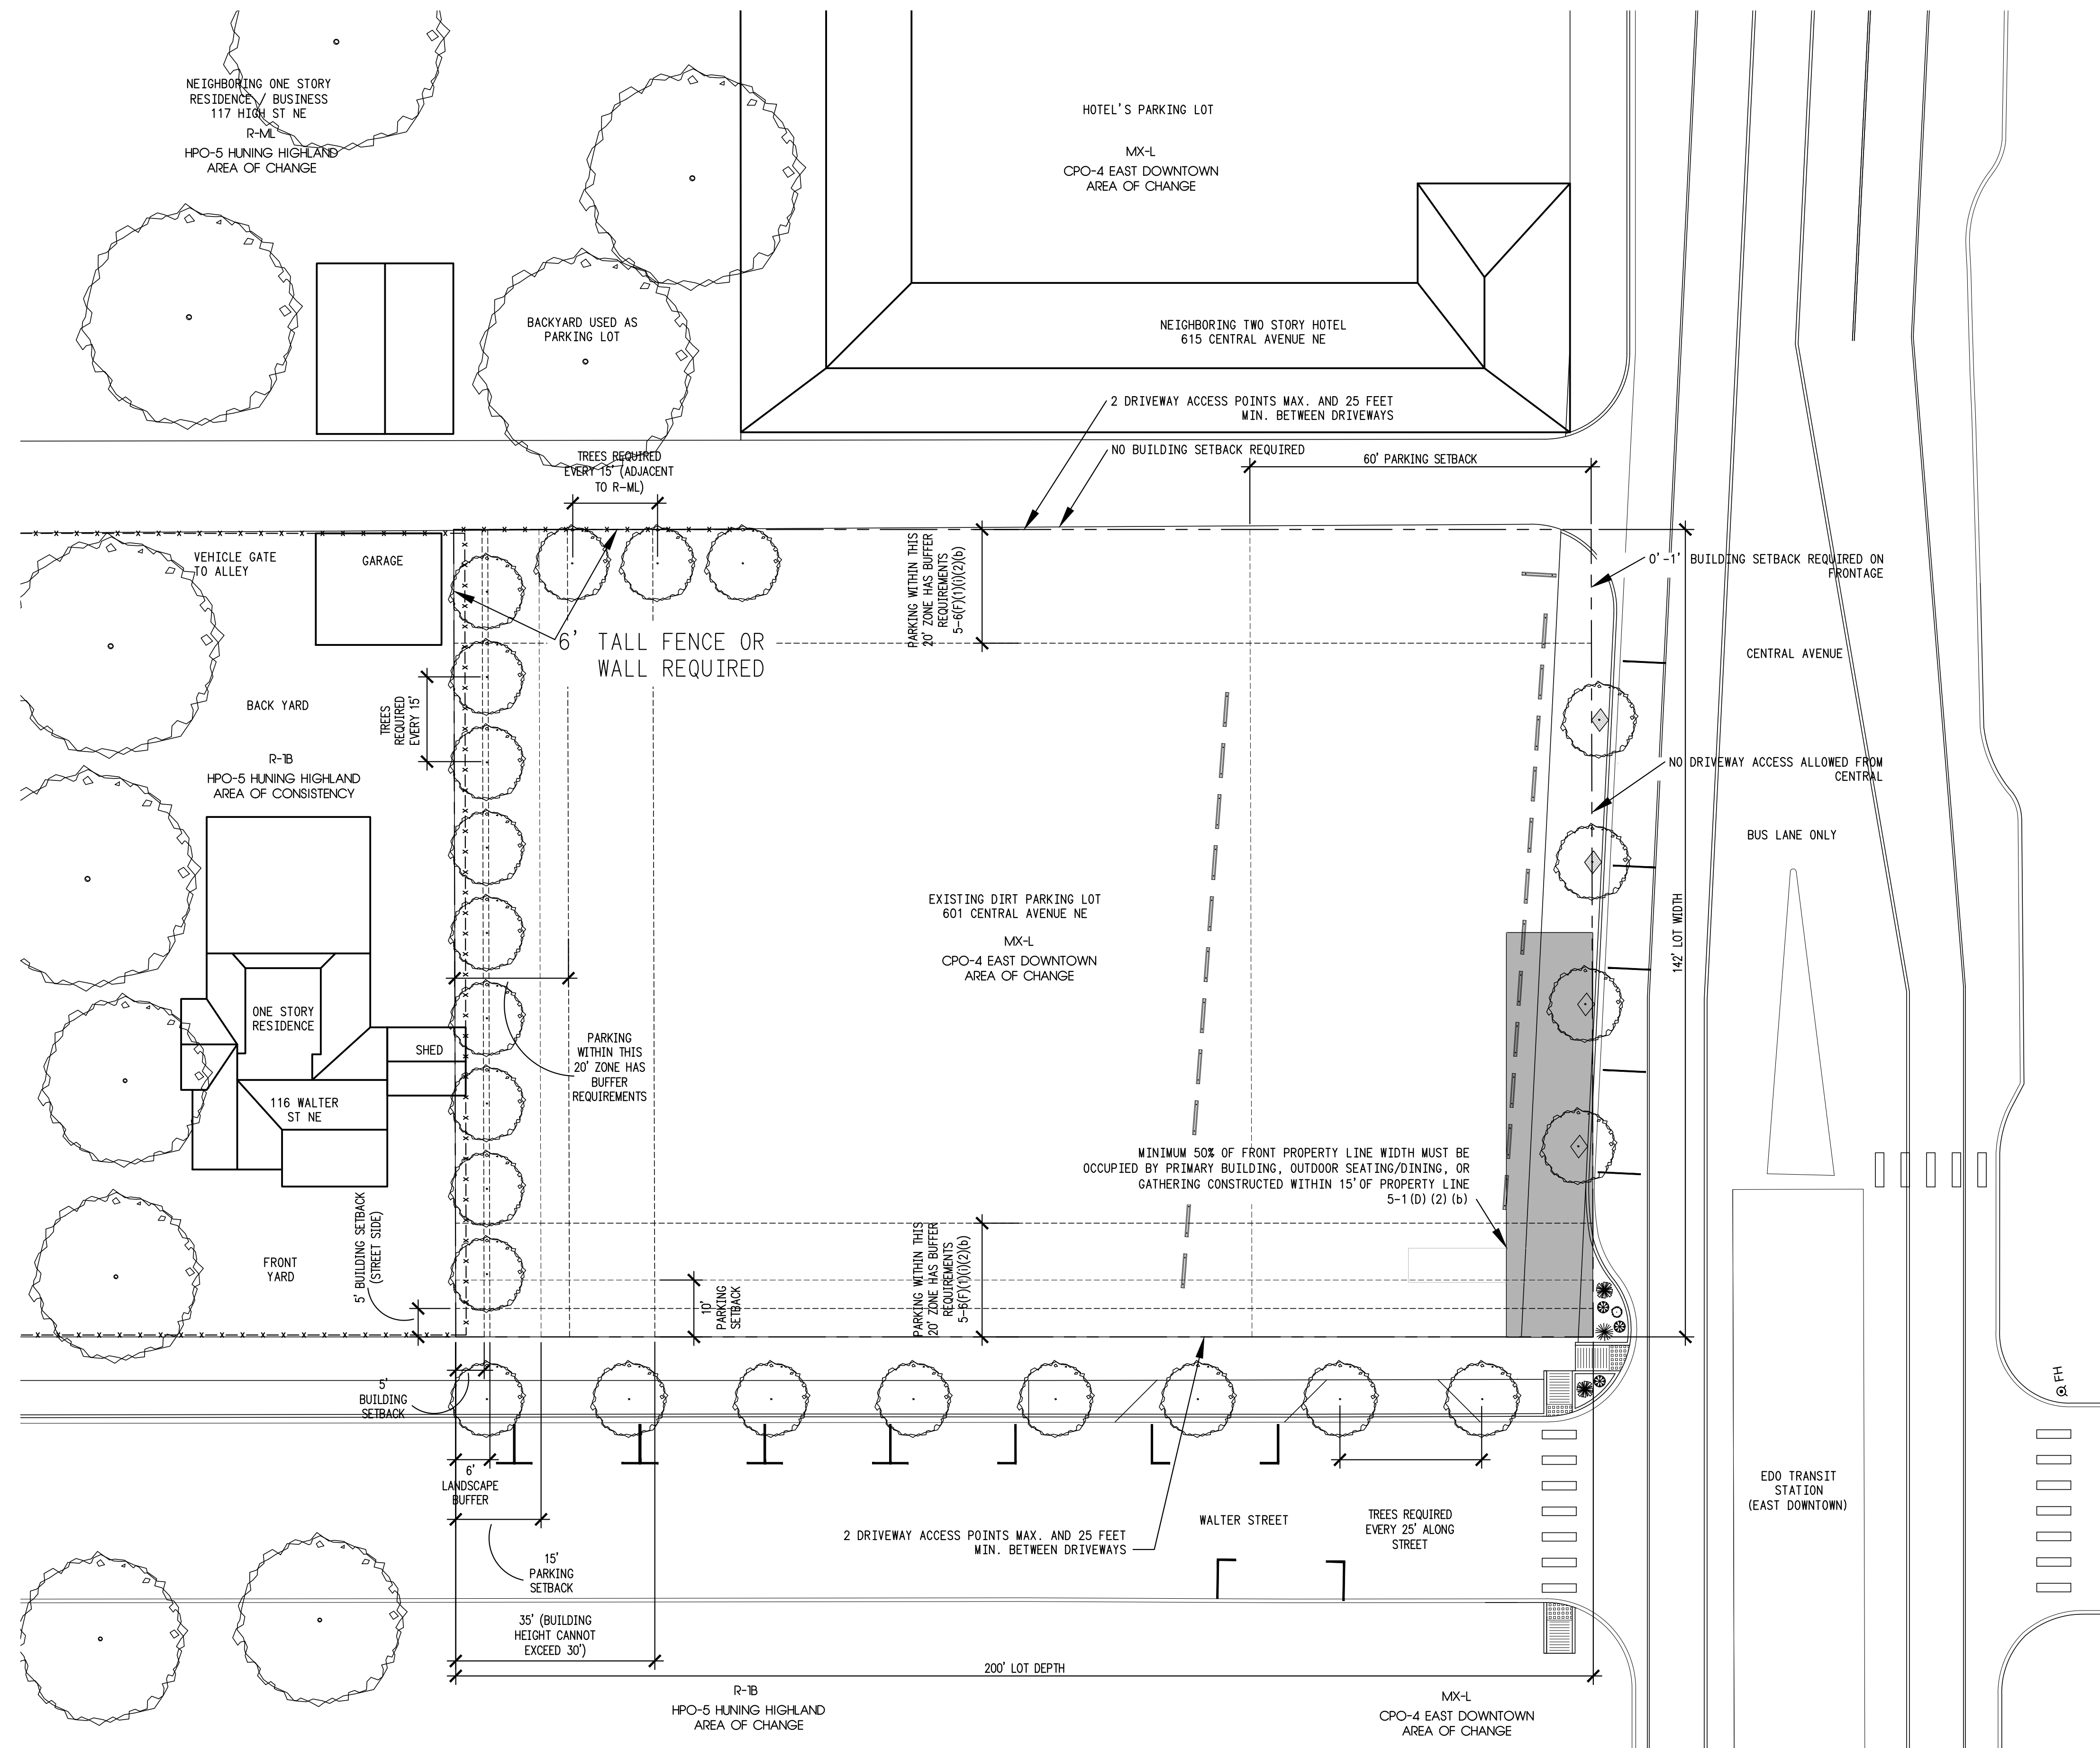 NEIGHBORING ONE STORY
RESIDENCE / BUSINESS
117 HIGH ST NE
R-ML
HPO-5 HUNING HIGHLAND
AREA OF CHANGE
HOTEL'S PARKING LOT
MX-L
CPO-4 EAST DOWNTOWN
AREA OF CHANGE
BACKYARD USED AS
PARKING LOT
NEIGHBORING TWO STORY HOTEL
615 CENTRAL AVENUE NE
2 DRIVEWAY ACCESS POINTS MAX. AND 25 FEET
MIN. BETWEEN DRIVEWAYS
NO BUILDING SETBACK REQUIRED
60' PARKING SETBACK
TREES REQUIRED
EVERY 15' (ADJACENT
TO R-ML)
VEHICLE GATE
TO ALLEY
GARAGE
PARKING WITHIN THIS
20' ZONE HAS BUFFER
REQUIREMENTS
5-6(F)(1)(i)(2)(b)
0'-1' BUILDING SETBACK REQUIRED ON
FRONTAGE
6' TALL FENCE OR
WALL REQUIRED
CENTRAL AVENUE
BACK YARD
TREES
REQUIRED
EVERY 15'
R-1B
HPO-5 HUNING HIGHLAND
AREA OF CONSISTENCY
NO DRIVEWAY ACCESS ALLOWED FROM
CENTRAL
BUS LANE ONLY
EXISTING DIRT PARKING LOT
601 CENTRAL AVENUE NE
MX-L
CPO-4 EAST DOWNTOWN
AREA OF CHANGE
142' LOT WIDTH
ONE STORY
RESIDENCE
SHED
PARKING
WITHIN THIS
20' ZONE HAS
BUFFER
REQUIREMENTS
116 WALTER
ST NE
MINIMUM 50% OF FRONT PROPERTY LINE WIDTH MUST BE
OCCUPIED BY PRIMARY BUILDING, OUTDOOR SEATING/DINING, OR
GATHERING CONSTRUCTED WITHIN 15' OF PROPERTY LINE
5-1(D)(2)(b)
5' BUILDING SETBACK
(STREET SIDE)
FRONT
YARD
10'
PARKING
SETBACK
PARKING WITHIN THIS
20' ZONE HAS BUFFER
REQUIREMENTS
5-6(F)(1)(i)(2)(b)
5'
BUILDING
SETBACK
FH
6'
LANDSCAPE
BUFFER
EDO TRANSIT
STATION
(EAST DOWNTOWN)
WALTER STREET
TREES REQUIRED
EVERY 25' ALONG
STREET
2 DRIVEWAY ACCESS POINTS MAX. AND 25 FEET
MIN. BETWEEN DRIVEWAYS
15'
PARKING
SETBACK
35' (BUILDING
HEIGHT CANNOT
EXCEED 30')
200' LOT DEPTH
R-1B
HPO-5 HUNING HIGHLAND
AREA OF CHANGE
MX-L
CPO-4 EAST DOWNTOWN
AREA OF CHANGE